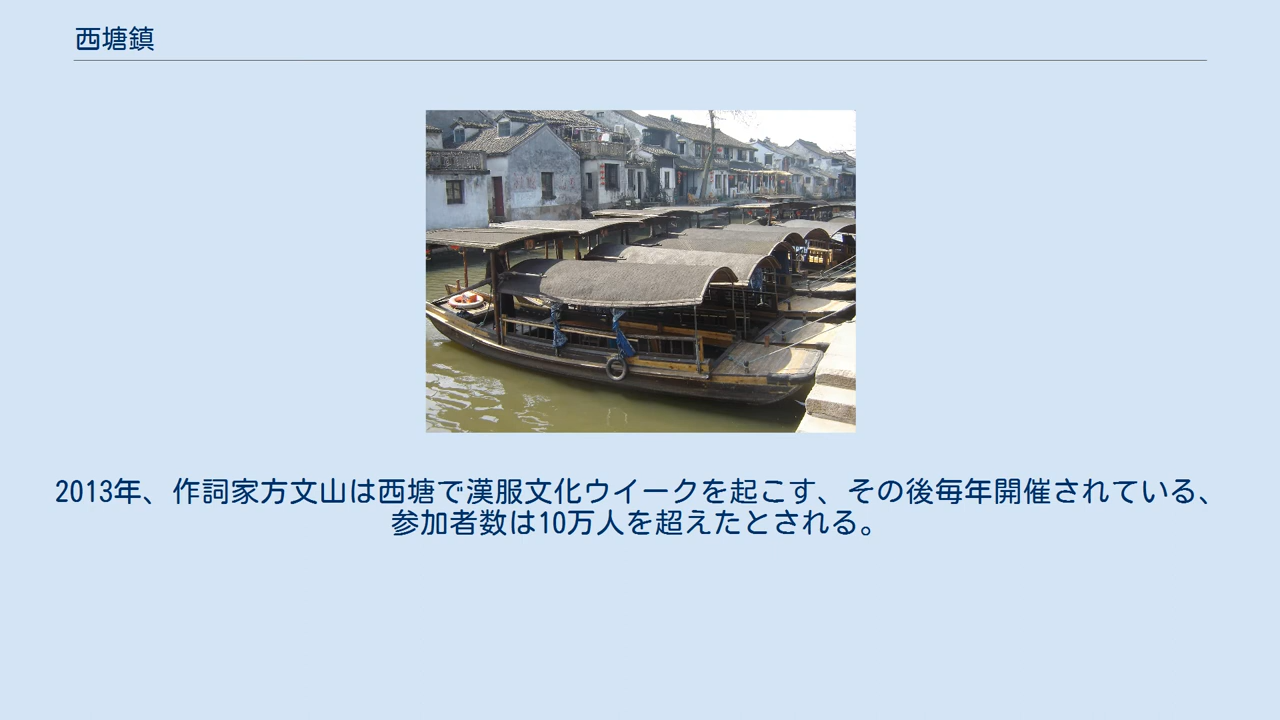 西塘鎮
2013年、作詞家方文山は西塘で漢服文化ウイークを起こす、その後毎年開催されている、
参加者数は10万人を超えたとされる。